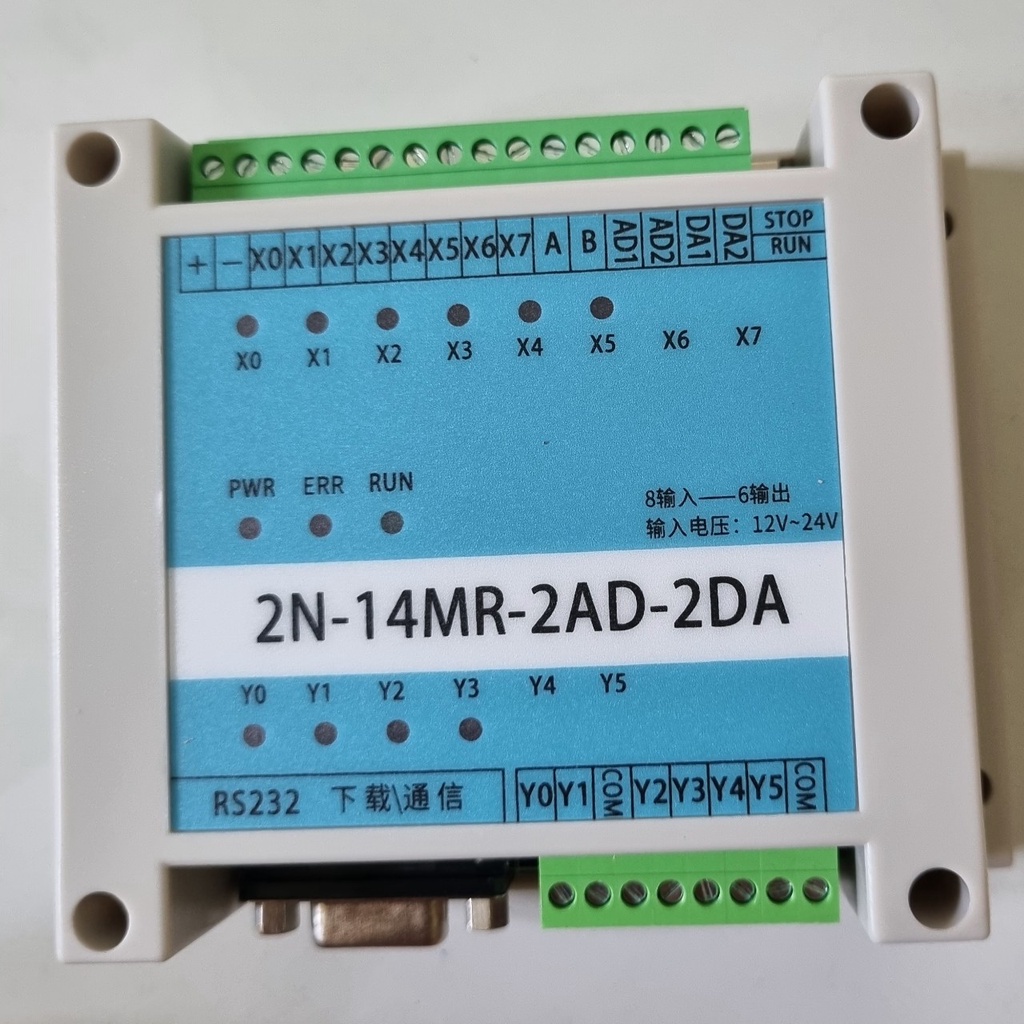 + − X0 X1 X2 X3 X4 X5 X6 X7 A B AD1 AD2 DA1 DA2 STOP
RUN
X0 X1 X2 X3 X4 X5 X6 X7
PWR ERR RUN
8输入——6输出
输入电压：12V~24V
2N-14MR-2AD-2DA
Y0 Y1 Y2 Y3 Y4 Y5
RS232 下载\通信
Y0 Y1 COM Y2 Y3 Y4 Y5 COM